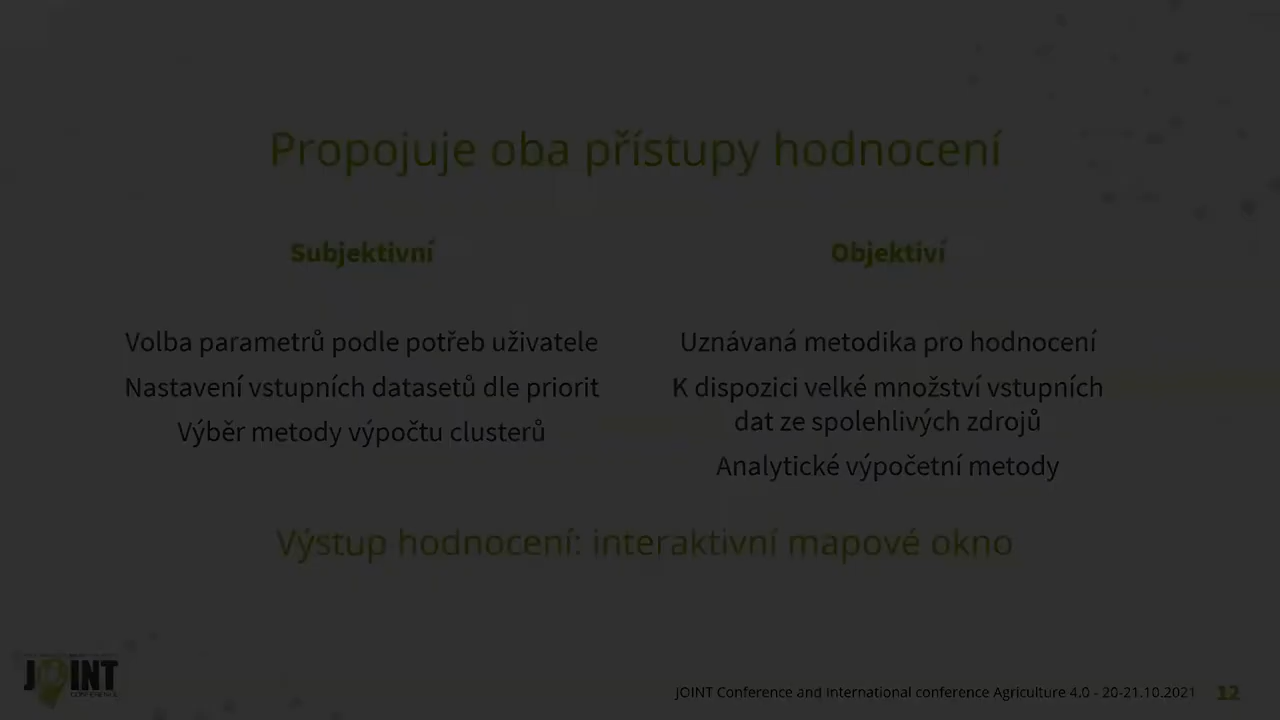 Propojuje oba přístupy hodnocení
Subjektivní
Volba parametrů podle potřeb uživatele
Nastavení vstupních datasetů dle priorit
Výběr metody výpočtu clusterů
Objektiví
Uznávaná metodika pro hodnocení
K dispozici velké množství vstupních
dat ze spolehlivých zdrojů
Analytické výpočetní metody
Výstup hodnocení: interaktivní mapové okno
JOINT
CONFERENCE
JOINT Conference and International conference Agriculture 4.0 - 20-21.10.2021
12